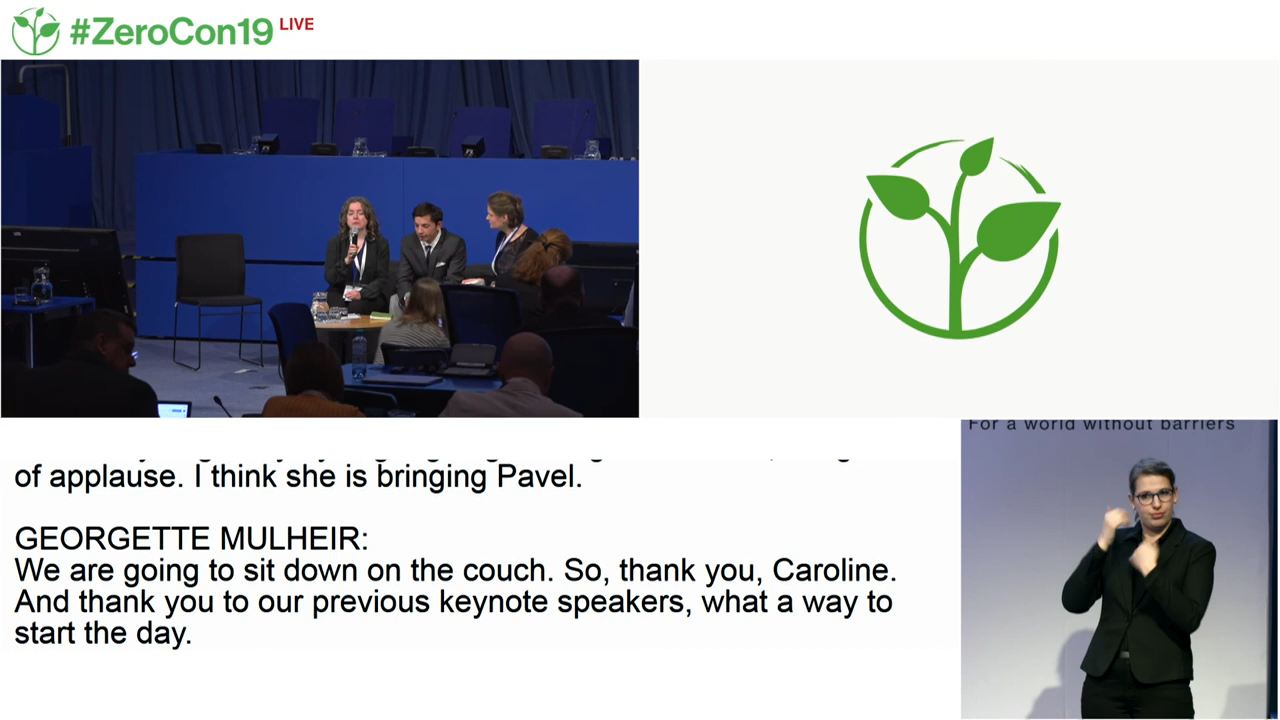 #ZeroCon19 LIVE
For a world without barriers
of applause. I think she is bringing Pavel.
GEORGETTE MULHEIR:
We are going to sit down on the couch. So, thank you, Caroline.
And thank you to our previous keynote speakers, what a way to
start the day.